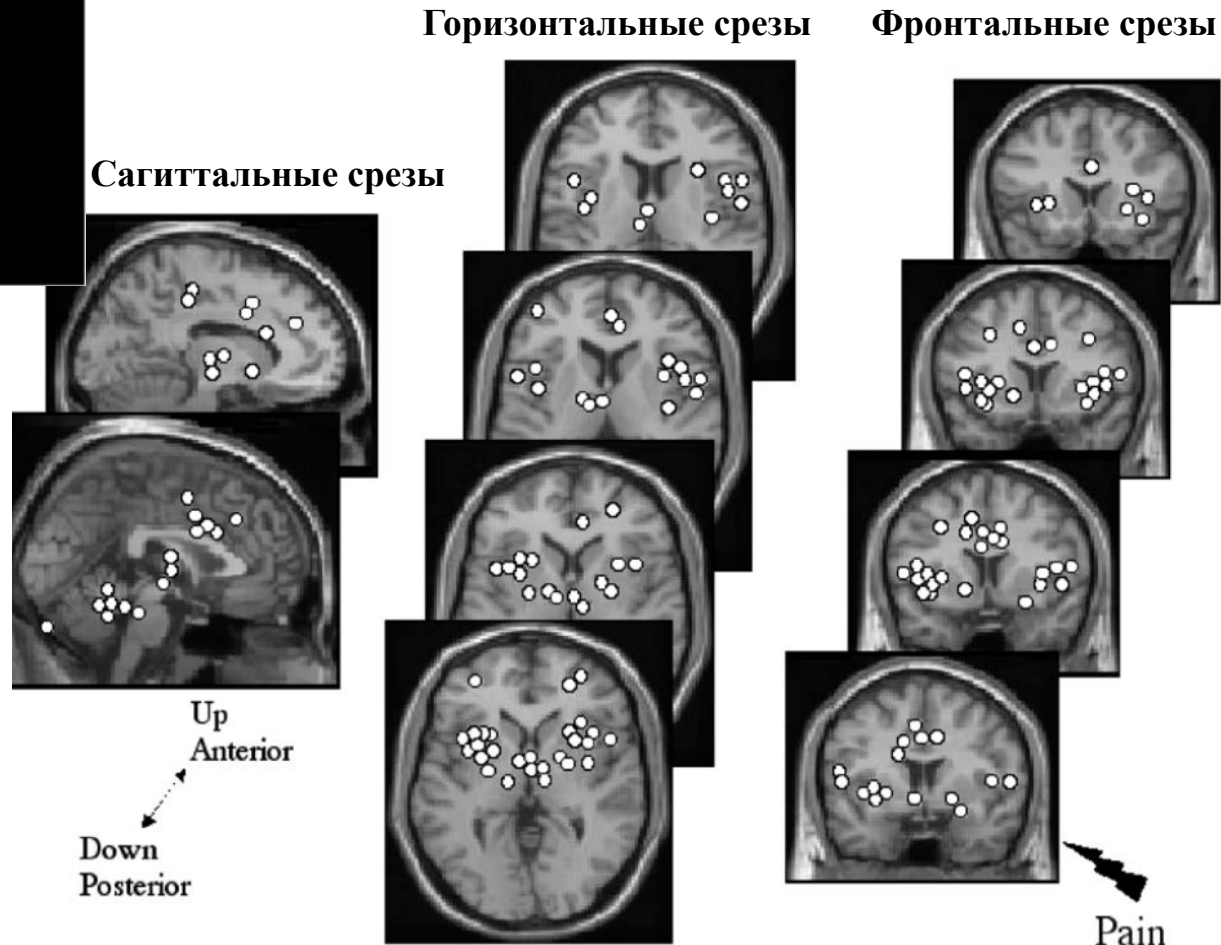 Горизонтальные срезы
Фронтальные срезы
Сагиттальные срезы
Up
Anterior
Down
Posterior
Pain